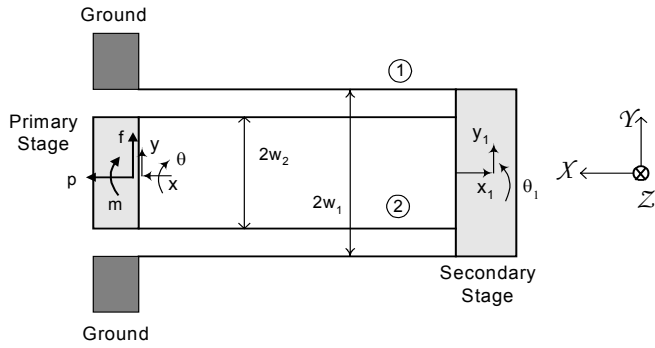 Ground
1
Primary
Stage
f
y
θ
p
x
m
2w₂
2w₁
2
y₁
x₁
θ₁
Y
X
Z
Secondary
Stage
Ground